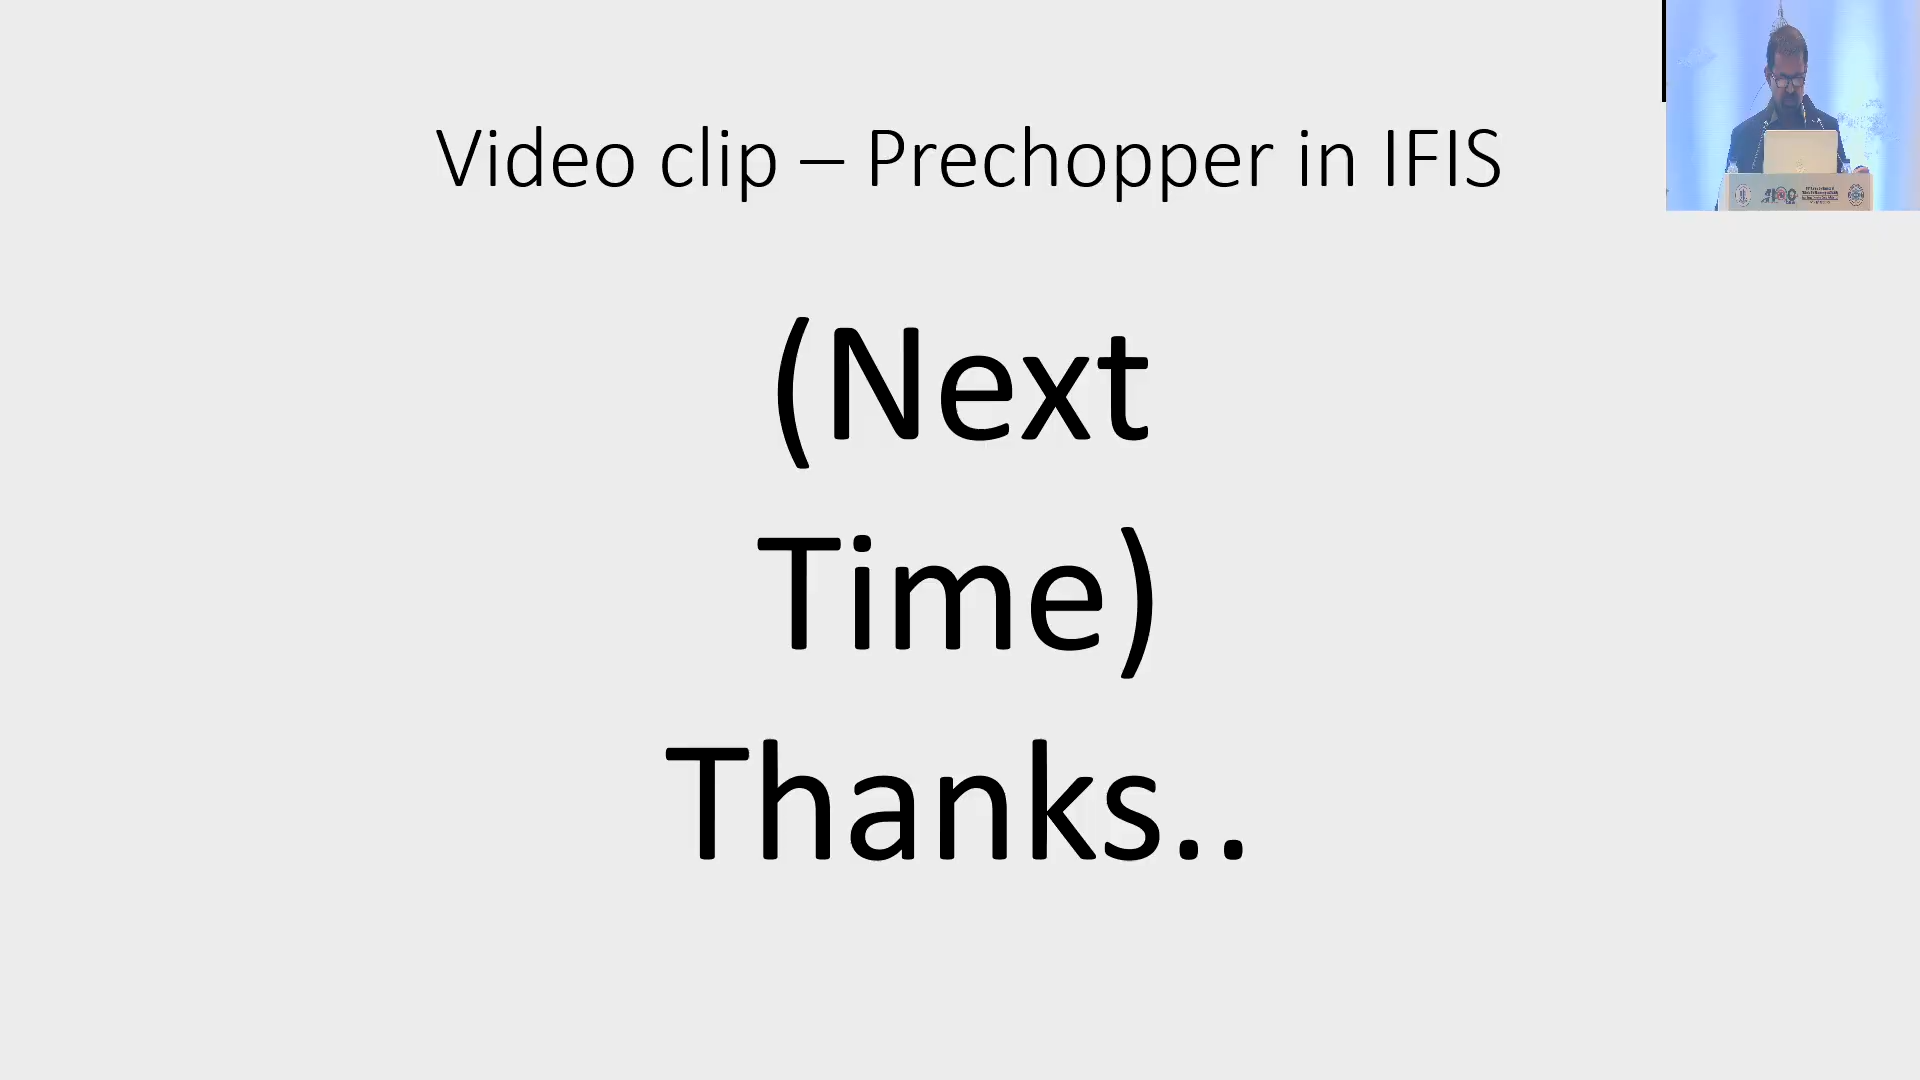 Video clip – Prechopper in IFIS
(Next
Time)
Thanks..